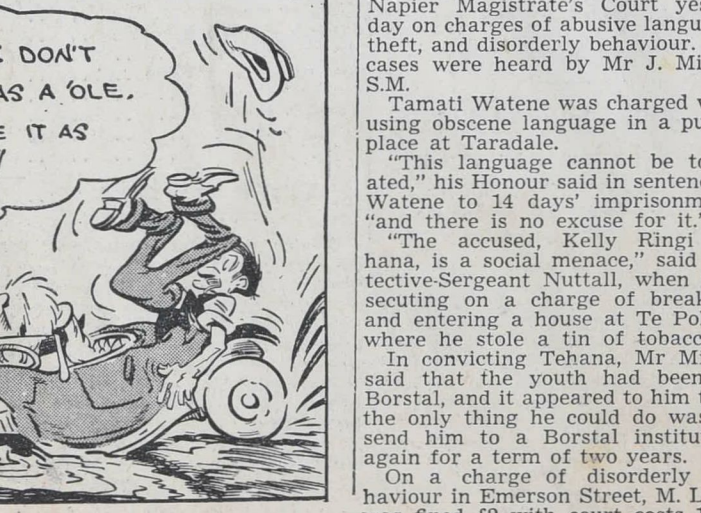 DON'T
AS A 'OLE.
IT AS
Napier Magistrate's Court yes
day on charges of abusive langu
theft, and disorderly behaviour.
cases were heard by Mr J. Mi
S.M.
Tamati Watene was charged
using obscene language in a pu
place at Taradale.
"This language cannot be to
ated," his Honour said in senten
Watene to 14 days' imprisonm
"and there is no excuse for it."
"The accused, Kelly Ringi
hana, is a social menace," said
tective-Sergeant Nuttall, when
secuting on a charge of break
and entering a house at Te Po
where he stole a tin of tobacc
In convicting Tehana, Mr Mi
said that the youth had been
Borstal, and it appeared to him t
the only thing he could do was
send him to a Borstal institu
again for a term of two years.
On a charge of disorderly
haviour in Emerson Street, M. L